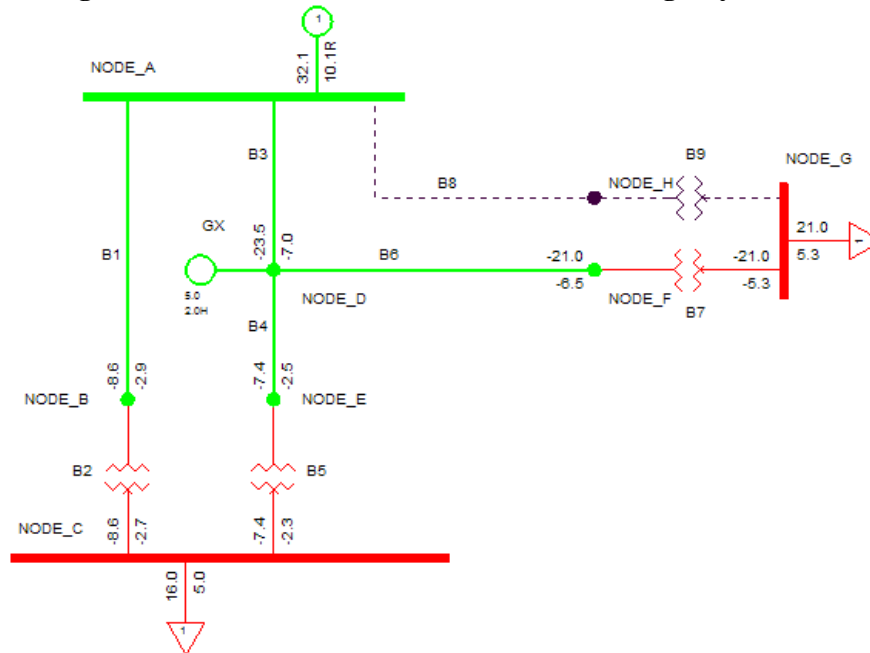 1
32.1
10.1R
NODE_A
B9
NODE_G
B3
B8
NODE_H
21.0
5.3
1
GX
-23.5
-7.0
B1
B6
-21.0
-6.5
-21.0
-5.3
5.0
2.0H
NODE_D
NODE_F
B7
B4
-8.6
-2.9
-7.4
-2.5
NODE_B
NODE_E
B2
B5
NODE_C
-8.6
-2.7
-7.4
-2.3
16.0
5.0
1